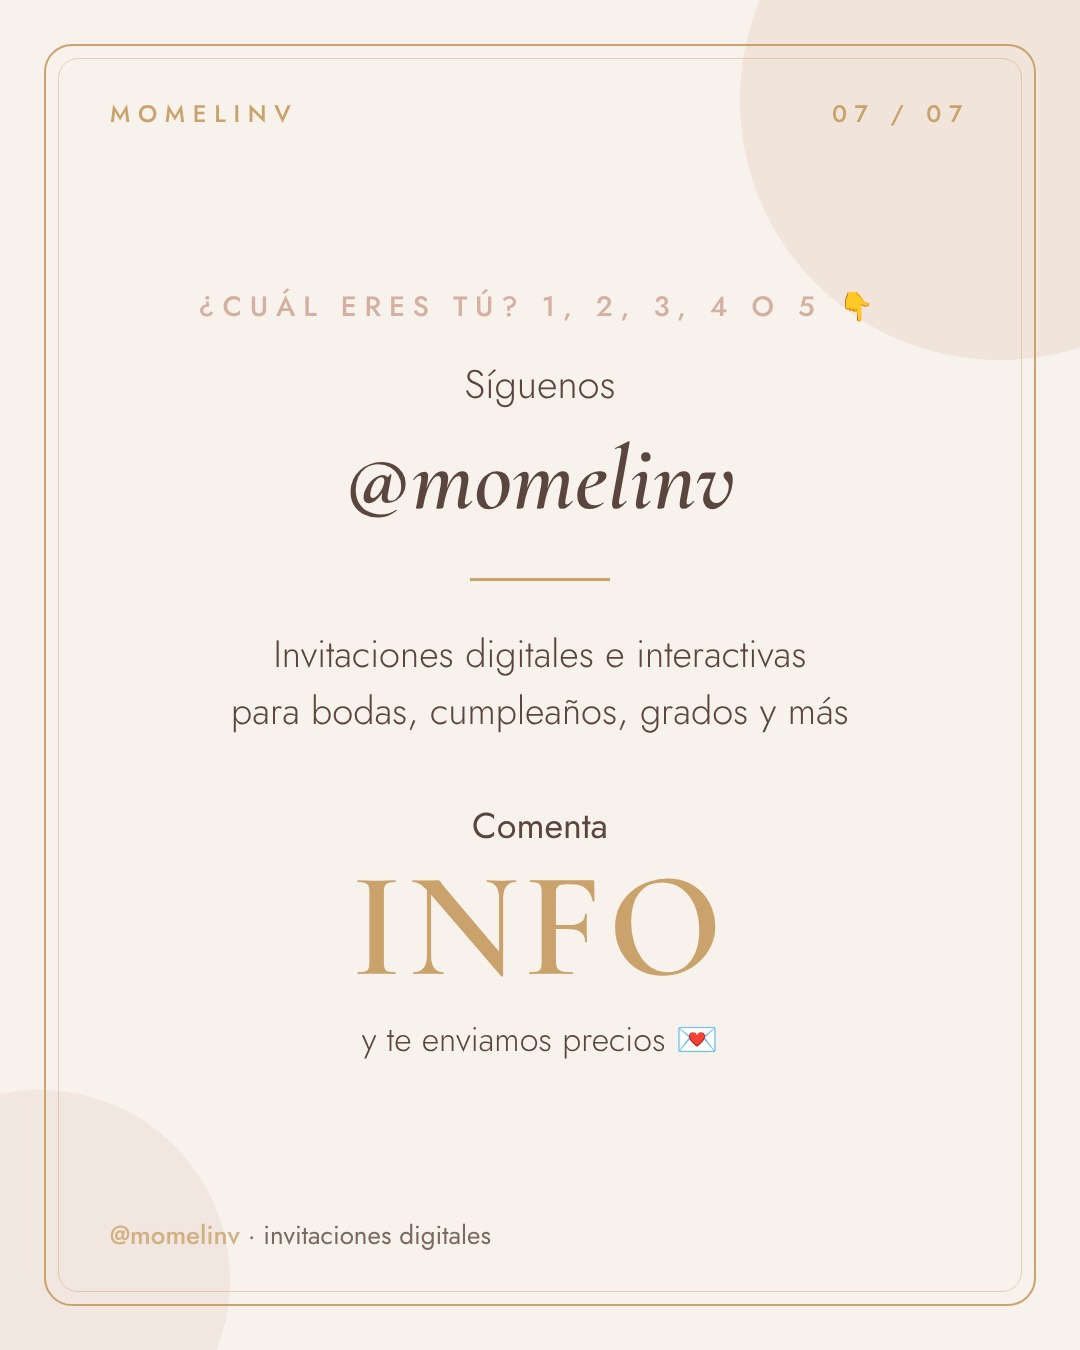 MOMELINV
07 / 07
¿CUÁL ERES TÚ? 1, 2, 3, 4 O 5 👇
Síguenos
@momelinv
Invitaciones digitales e interactivas
para bodas, cumpleaños, grados y más
Comenta
INFO
y te enviamos precios 💌
@momelinv · invitaciones digitales